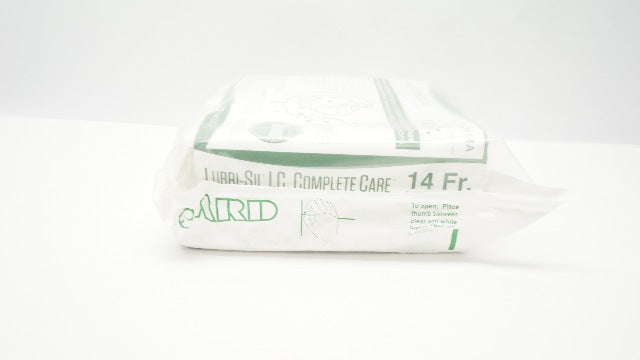 LUBRI-SIL I.C. COMPLETE CARE 14 Fr.
BARD
To open: Place
thumb between
clear and white